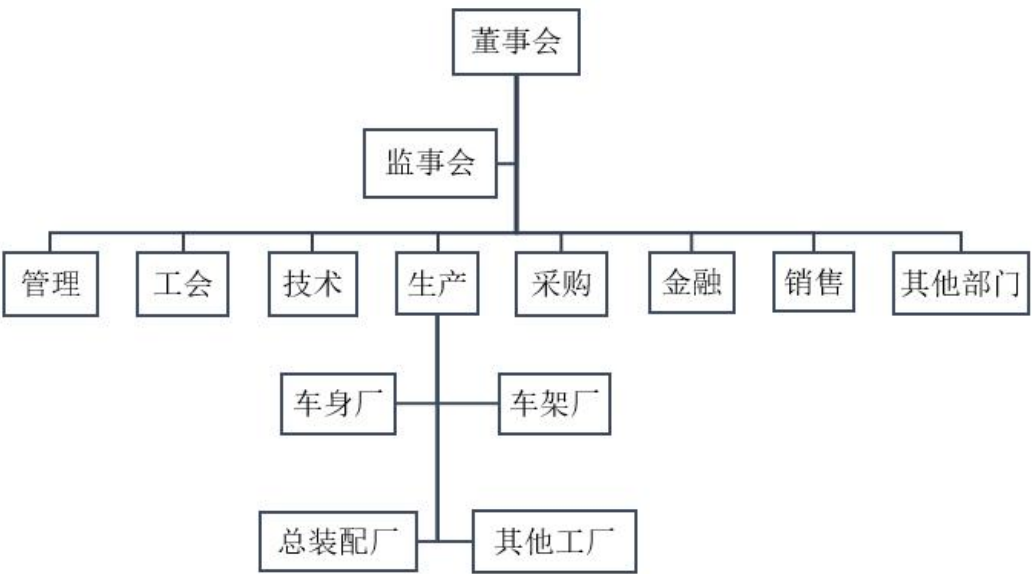 董事会
监事会
管理
工会
技术
生产
采购
金融
销售
其他部门
车身厂
车架厂
总装配厂
其他工厂